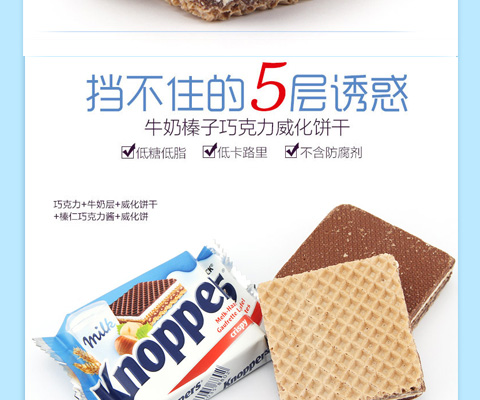 挡不住的5层诱惑
牛奶榛子巧克力威化饼干
低糖低脂 低卡路里 不含防腐剂
巧克力+牛奶层+威化饼干
+榛仁巧克力酱+威化饼
milk
Knoppers
crispy
Knoppers